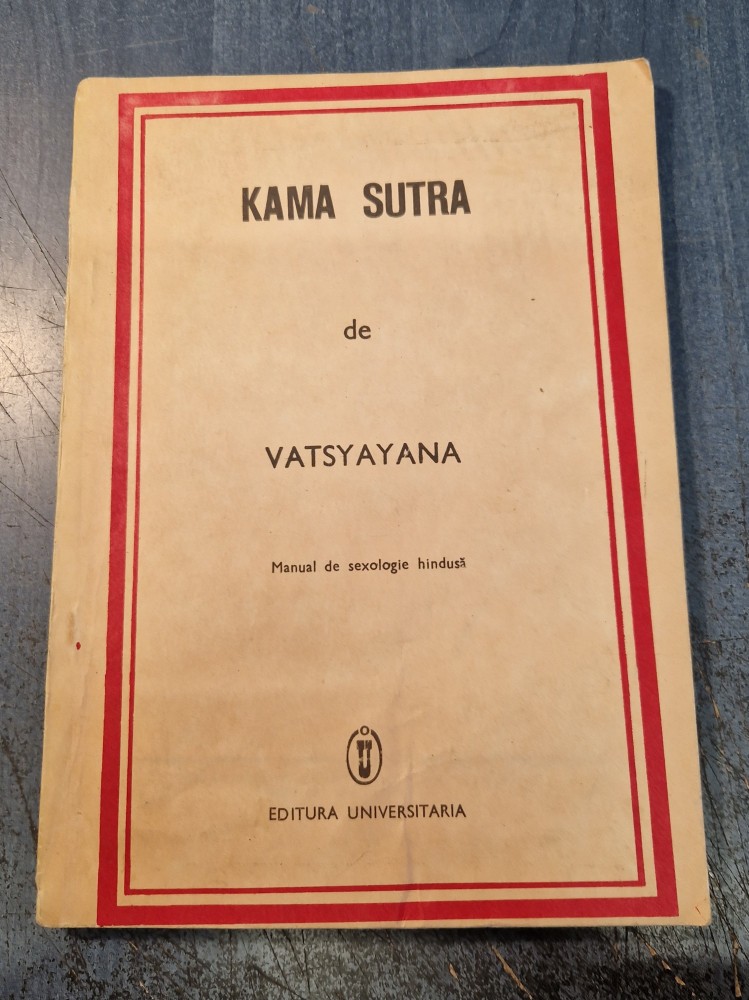 KAMA SUTRA
de
VATSYAYANA
Manual de sexologie hindusă
U
EDITURA UNIVERSITARIA